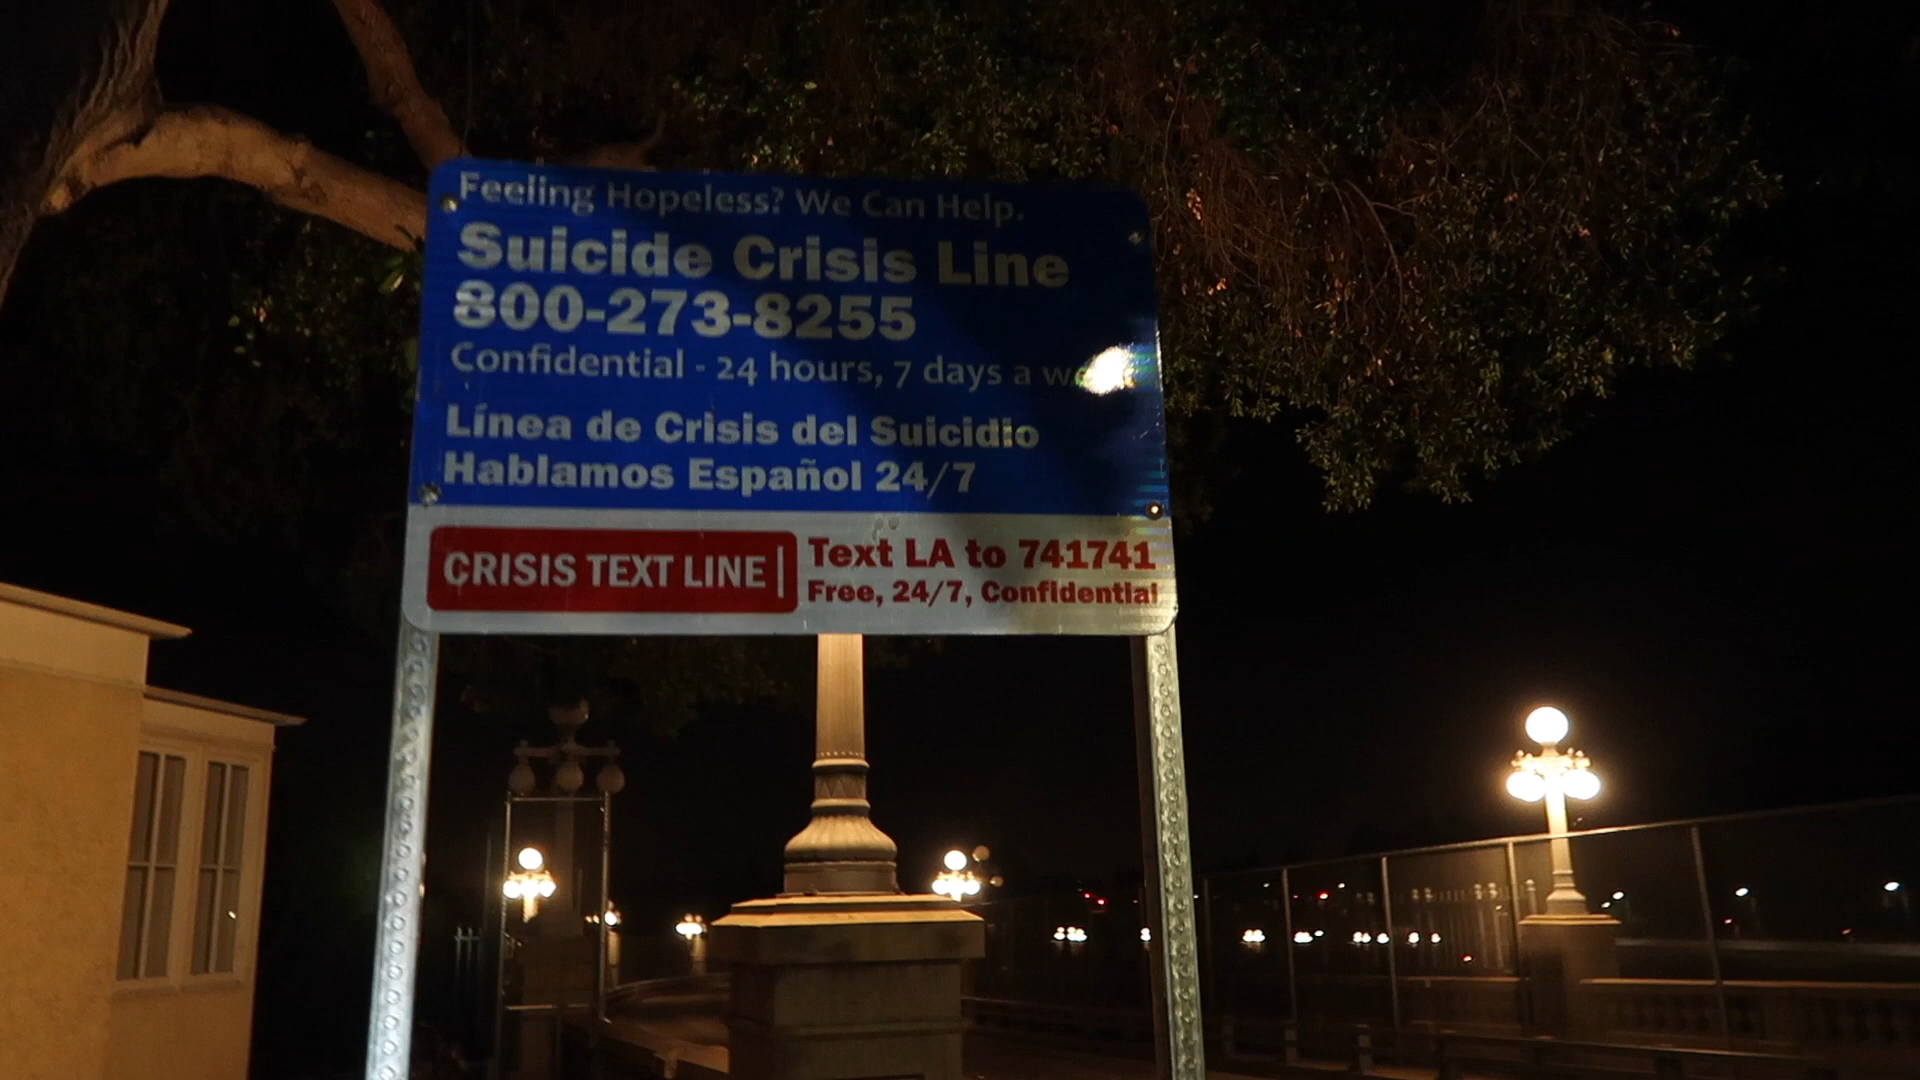 Feeling Hopeless? We Can Help.
Suicide Crisis Line
800-273-8255
Confidential - 24 hours, 7 days a
Línea de Crisis del Suicidio
Hablamos Español 24/7
CRISIS TEXT LINE|
Text LA to 741741
Free, 24/7, Confidential